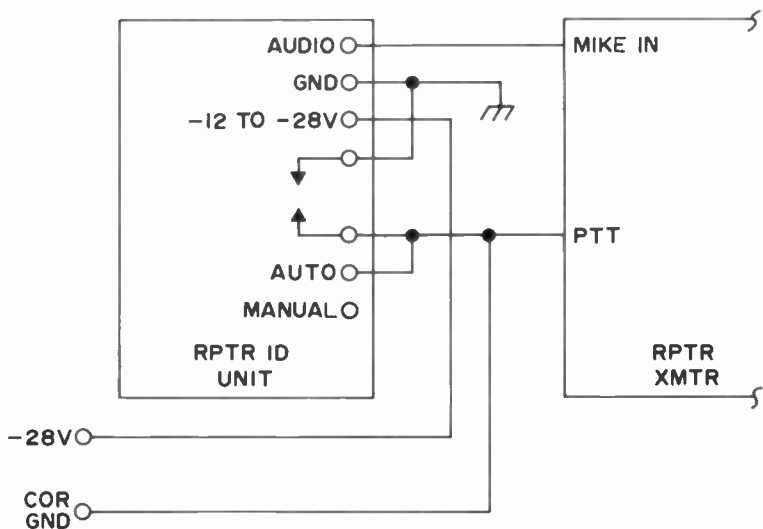 AUDIO
MIKE IN
GND
-12 TO -28V
PTT
AUTO
MANUAL
RPTR ID
UNIT
RPTR
XMTR
-28V
COR
GND